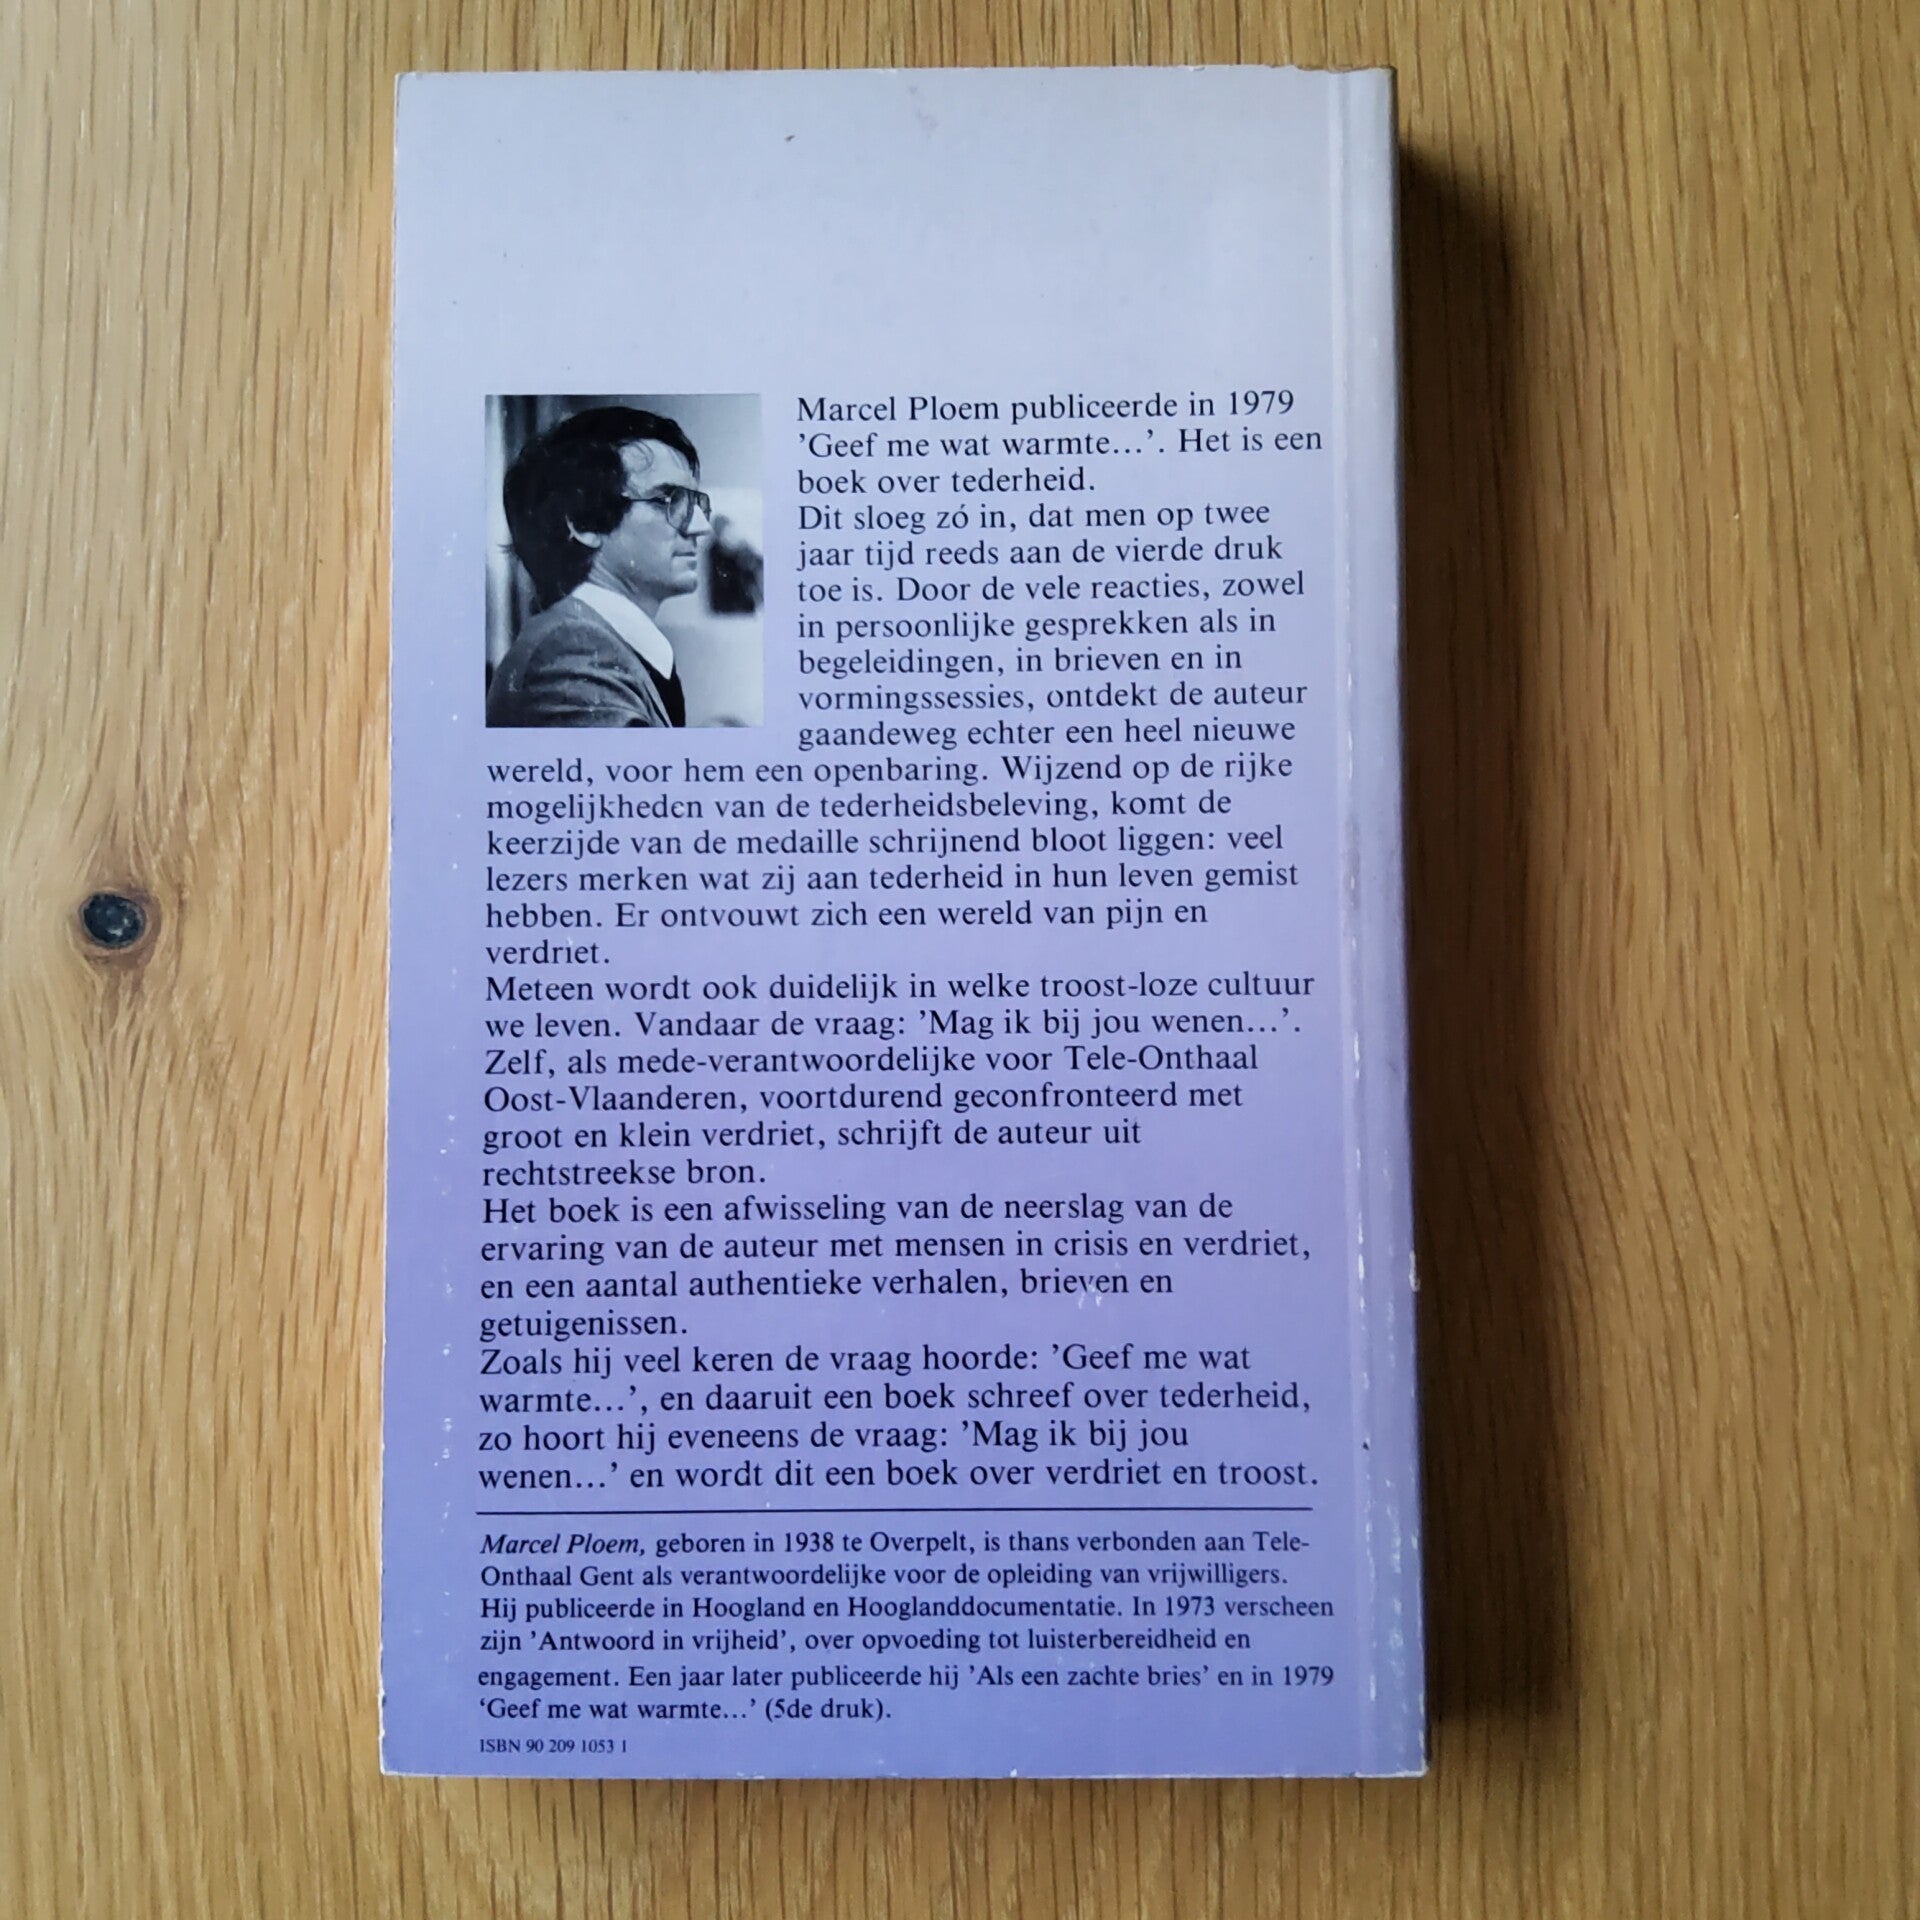 Marcel Ploem publiceerde in 1979
’Geef me wat warmte...’. Het is een
boek over tederheid.
Dit sloeg zó in, dat men op twee
jaar tijd reeds aan de vierde druk
toe is. Door de vele reacties, zowel
in persoonlijke gesprekken als in
begeleidingen, in brieven en in
vormingssessies, ontdekt de auteur
gaandeweg echter een heel nieuwe
wereld, voor hem een openbaring. Wijzend op de rijke
mogelijkheden van de tederheidsbeleving, komt de
keerzijde van de medaille schrijnend bloot liggen: veel
lezers merken wat zij aan tederheid in hun leven gemist
hebben. Er ontvouwt zich een wereld van pijn en
verdriet.
Meteen wordt ook duidelijk in welke troost-loze cultuur
we leven. Vandaar de vraag: ’Mag ik bij jou wenen...’.
Zelf, als mede-verantwoordelijke voor Tele-Onthaal
Oost-Vlaanderen, voortdurend geconfronteerd met
groot en klein verdriet, schrijft de auteur uit
rechtstreekse bron.
Het boek is een afwisseling van de neerslag van de
ervaring van de auteur met mensen in crisis en verdriet,
en een aantal authentieke verhalen, brieven en
getuigenissen.
Zoals hij veel keren de vraag hoorde: ’Geef me wat
warmte...’, en daaruit een boek schreef over tederheid,
zo hoort hij eveneens de vraag: ’Mag ik bij jou
wenen...’ en wordt dit een boek over verdriet en troost.
Marcel Ploem, geboren in 1938 te Overpelt, is thans verbonden aan Tele-
Onthaal Gent als verantwoordelijke voor de opleiding van vrijwilligers.
Hij publiceerde in Hoogland en Hooglanddocumentatie. In 1973 verscheen
zijn ’Antwoord in vrijheid’, over opvoeding tot luisterbereidheid en
engagement. Een jaar later publiceerde hij ’Als een zachte bries’ en in 1979
‘Geef me wat warmte...’ (5de druk).
ISBN 90 209 1053 1